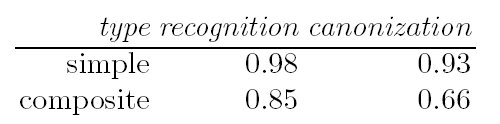 type recognition canonization
simple 0.98 0.93
composite 0.85 0.66